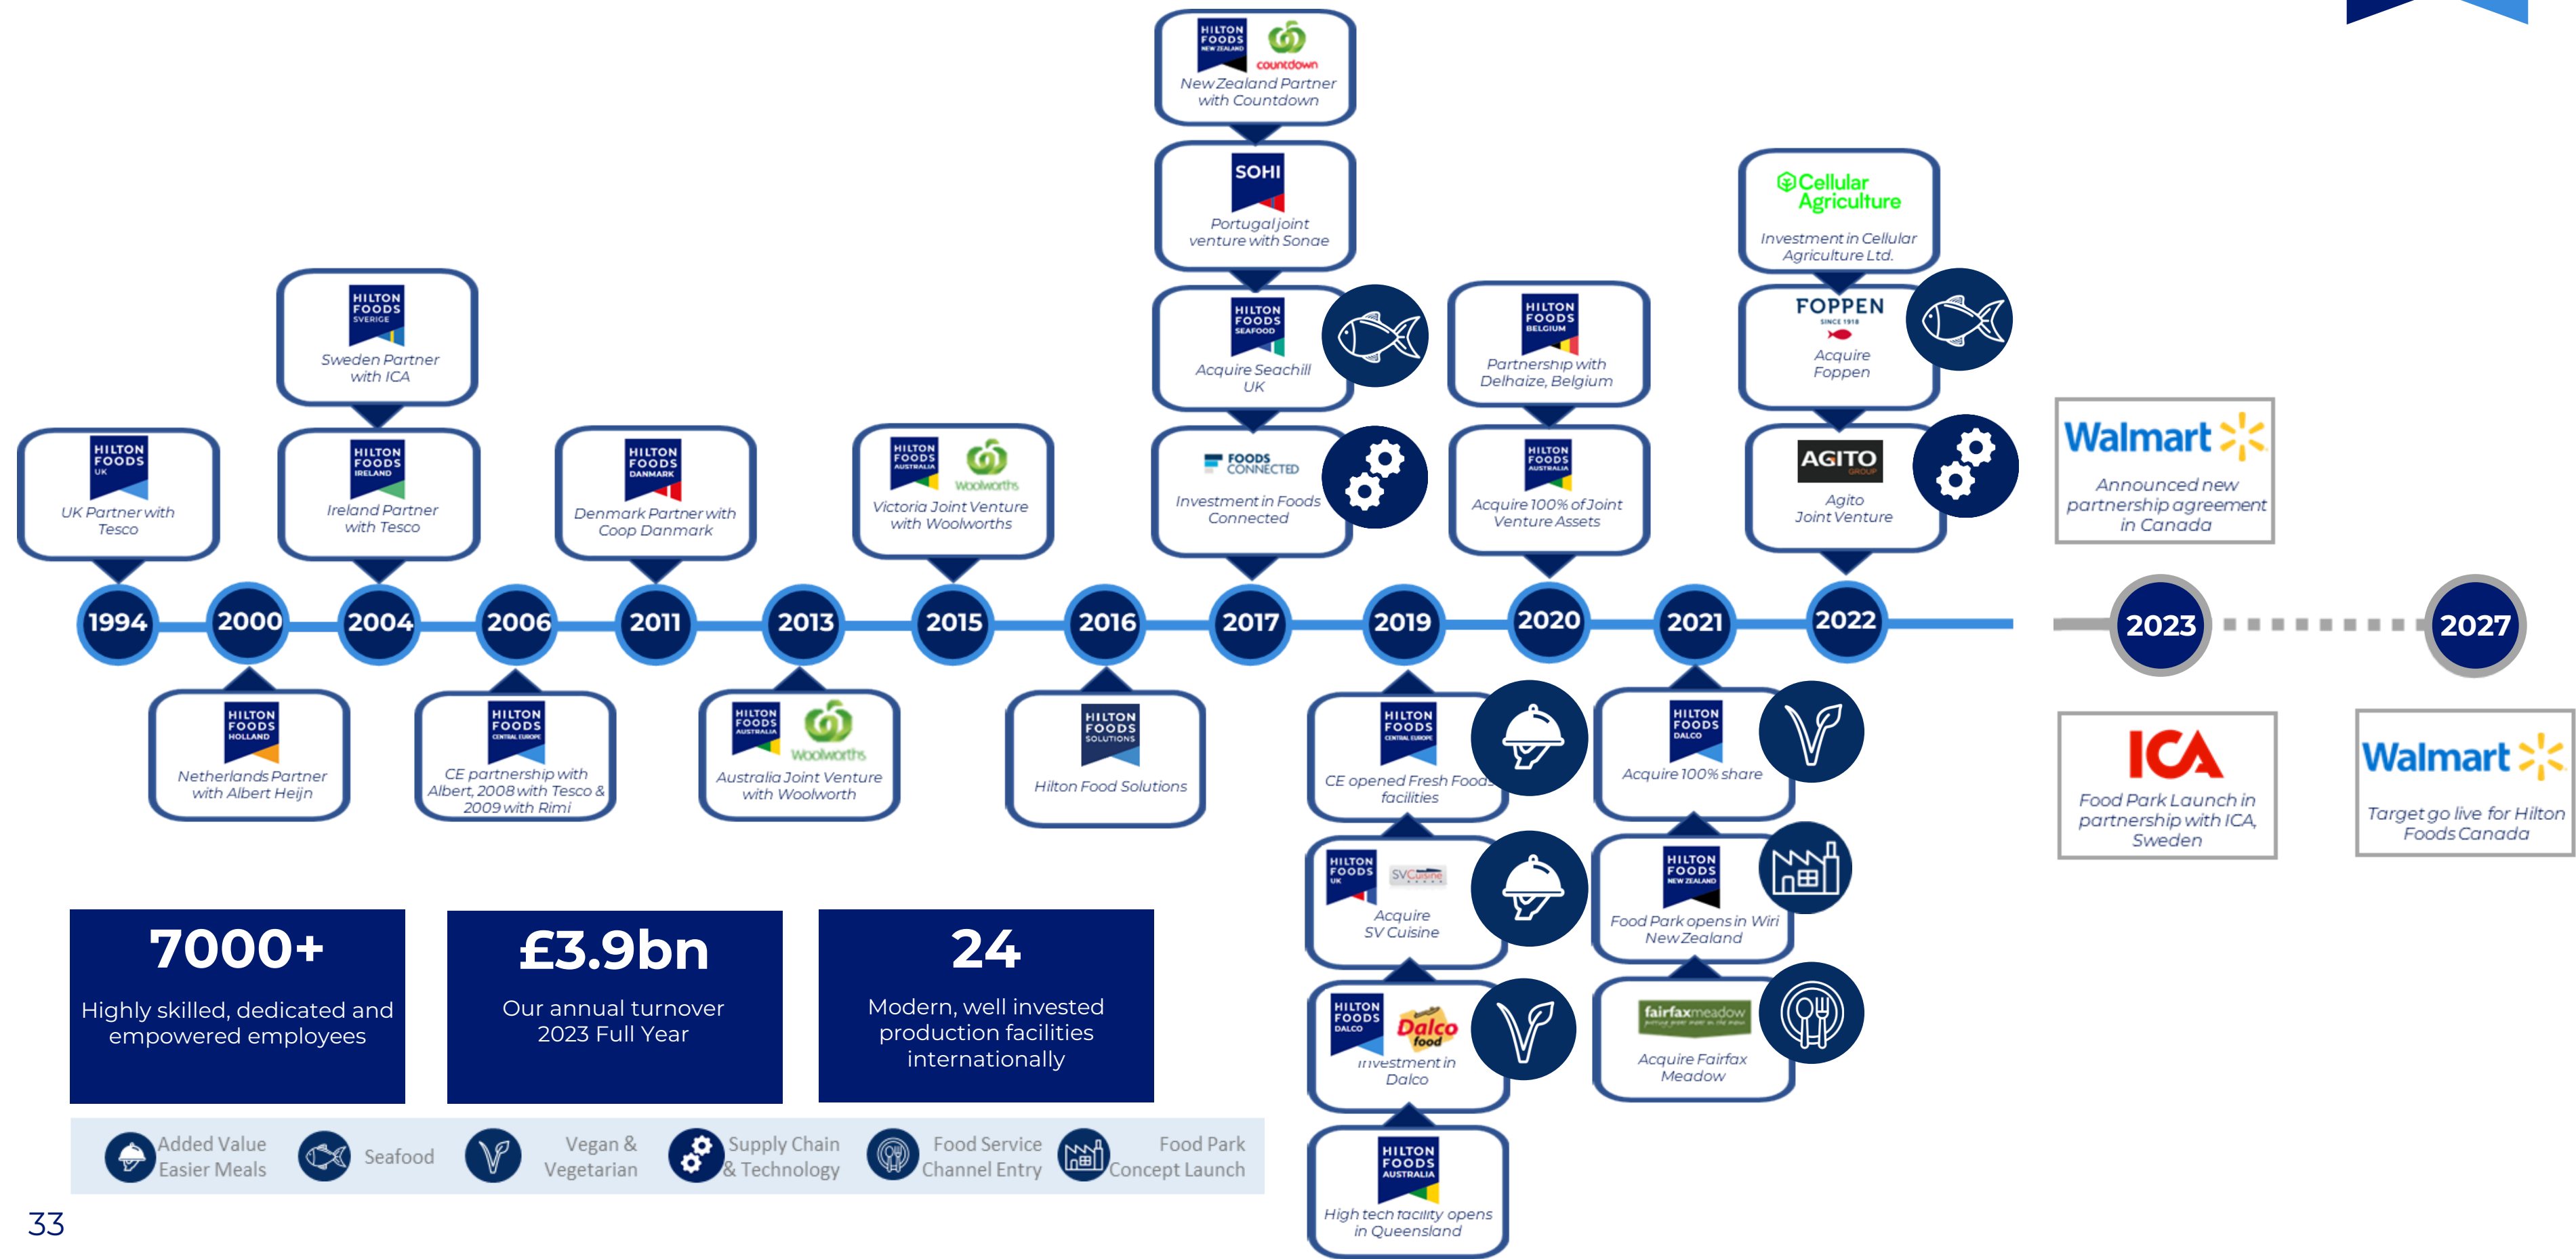 HILTON
FOODS
NEW ZEALAND
countdown
New Zealand Partner
with Countdown
SOHI
Portugal joint
venture with Sonae
HILTON
FOODS
SEAFOOD
Acquire Seachill
UK
FOODS
CONNECTED
Investment in Foods
Connected
HILTON
FOODS
SVERIGE
Sweden Partner
with ICA
HILTON
FOODS
UK
UK Partner with
Tesco
HILTON
FOODS
IRELAND
Ireland Partner
with Tesco
HILTON
FOODS
DANMARK
Denmark Partner with
Coop Danmark
HILTON
FOODS
AUSTRALIA
Woolworths
Victoria Joint Venture
with Woolworths
HILTON
FOODS
BELGIUM
Partnership with
Delhaize, Belgium
HILTON
FOODS
AUSTRALIA
Acquire 100% of Joint
Venture Assets
Cellular
Agriculture
Investment in Cellular
Agriculture Ltd.
FOPPEN
SINCE 1918
Acquire
Foppen
AGITO
GROUP
Agito
Joint Venture
Walmart
Announced new
partnership agreement
in Canada
1994
2000
2004
2006
2011
2013
2015
2016
2017
2019
2020
2021
2022
2023
2027
HILTON
FOODS
HOLLAND
Netherlands Partner
with Albert Heijn
HILTON
FOODS
CENTRAL EUROPE
CE partnership with
Albert, 2008 with Tesco &
2009 with Rimi
HILTON
FOODS
AUSTRALIA
Woolworths
Australia Joint Venture
with Woolworth
HILTON
FOODS
SOLUTIONS
Hilton Food Solutions
HILTON
FOODS
CENTRAL EUROPE
CE opened Fresh Foods
facilities
HILTON
FOODS
UK
SVCuisine
Acquire
SV Cuisine
HILTON
FOODS
DALCO
Dalco
food
Investment in
Dalco
HILTON
FOODS
AUSTRALIA
High tech facility opens
in Queensland
HILTON
FOODS
DALCO
Acquire 100% share
HILTON
FOODS
NEW ZEALAND
Food Park opens in Wiri
New Zealand
fairfaxmeadow
putting great meat on the menu
Acquire Fairfax
Meadow
ICA
Food Park Launch in
partnership with ICA,
Sweden
Walmart
Target go live for Hilton
Foods Canada
7000+
Highly skilled, dedicated and
empowered employees
£3.9bn
Our annual turnover
2023 Full Year
24
Modern, well invested
production facilities
internationally
Added Value
Easier Meals
Seafood
Vegan &
Vegetarian
Supply Chain
& Technology
Food Service
Channel Entry
Food Park
Concept Launch
33